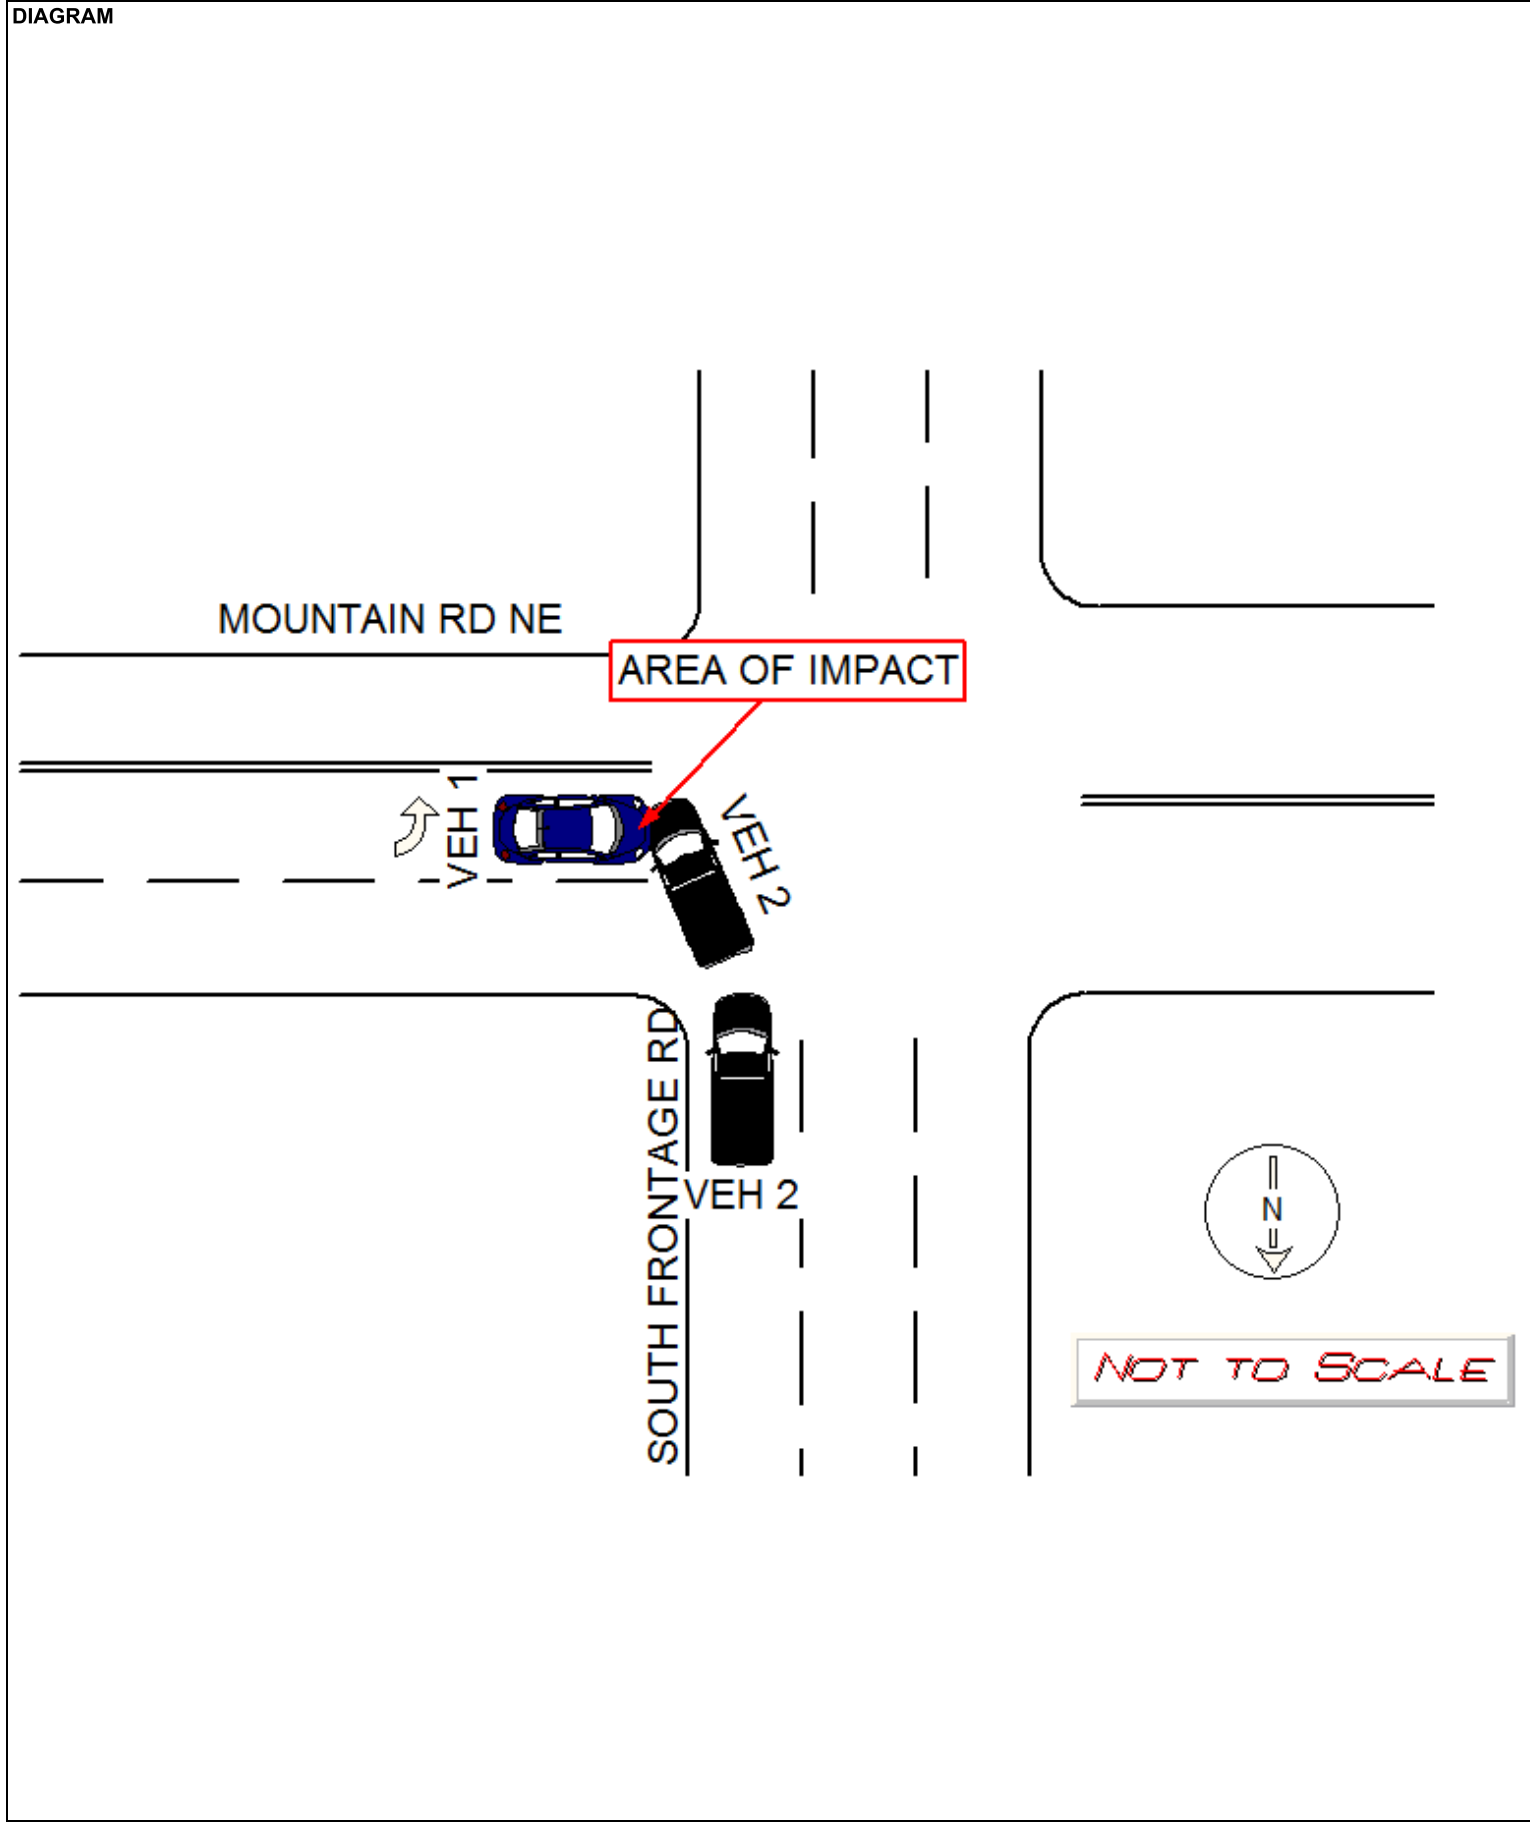 DIAGRAM
MOUNTAIN RD NE
AREA OF IMPACT
VEH 1
VEH 2
SOUTH FRONTAGE RD
VEH 2
N
NOT TO SCALE